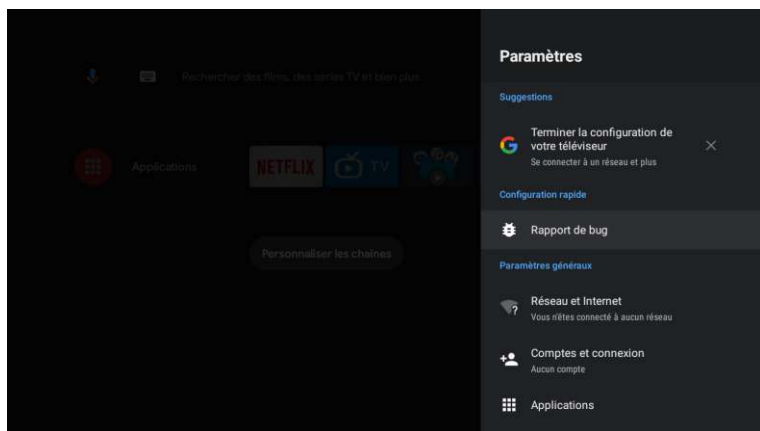 Paramètres
Rechercher des films, des séries TV et bien plus
Suggestions
Terminer la configuration de
votre téléviseur
Se connecter à un réseau et plus
Applications
NETFLIX
TV
Configuration rapide
Rapport de bug
Personnaliser les chaînes
Paramètres généraux
Réseau et Internet
?
Vous n'êtes connecté à aucun réseau
Comptes et connexion
Aucun compte
Applications